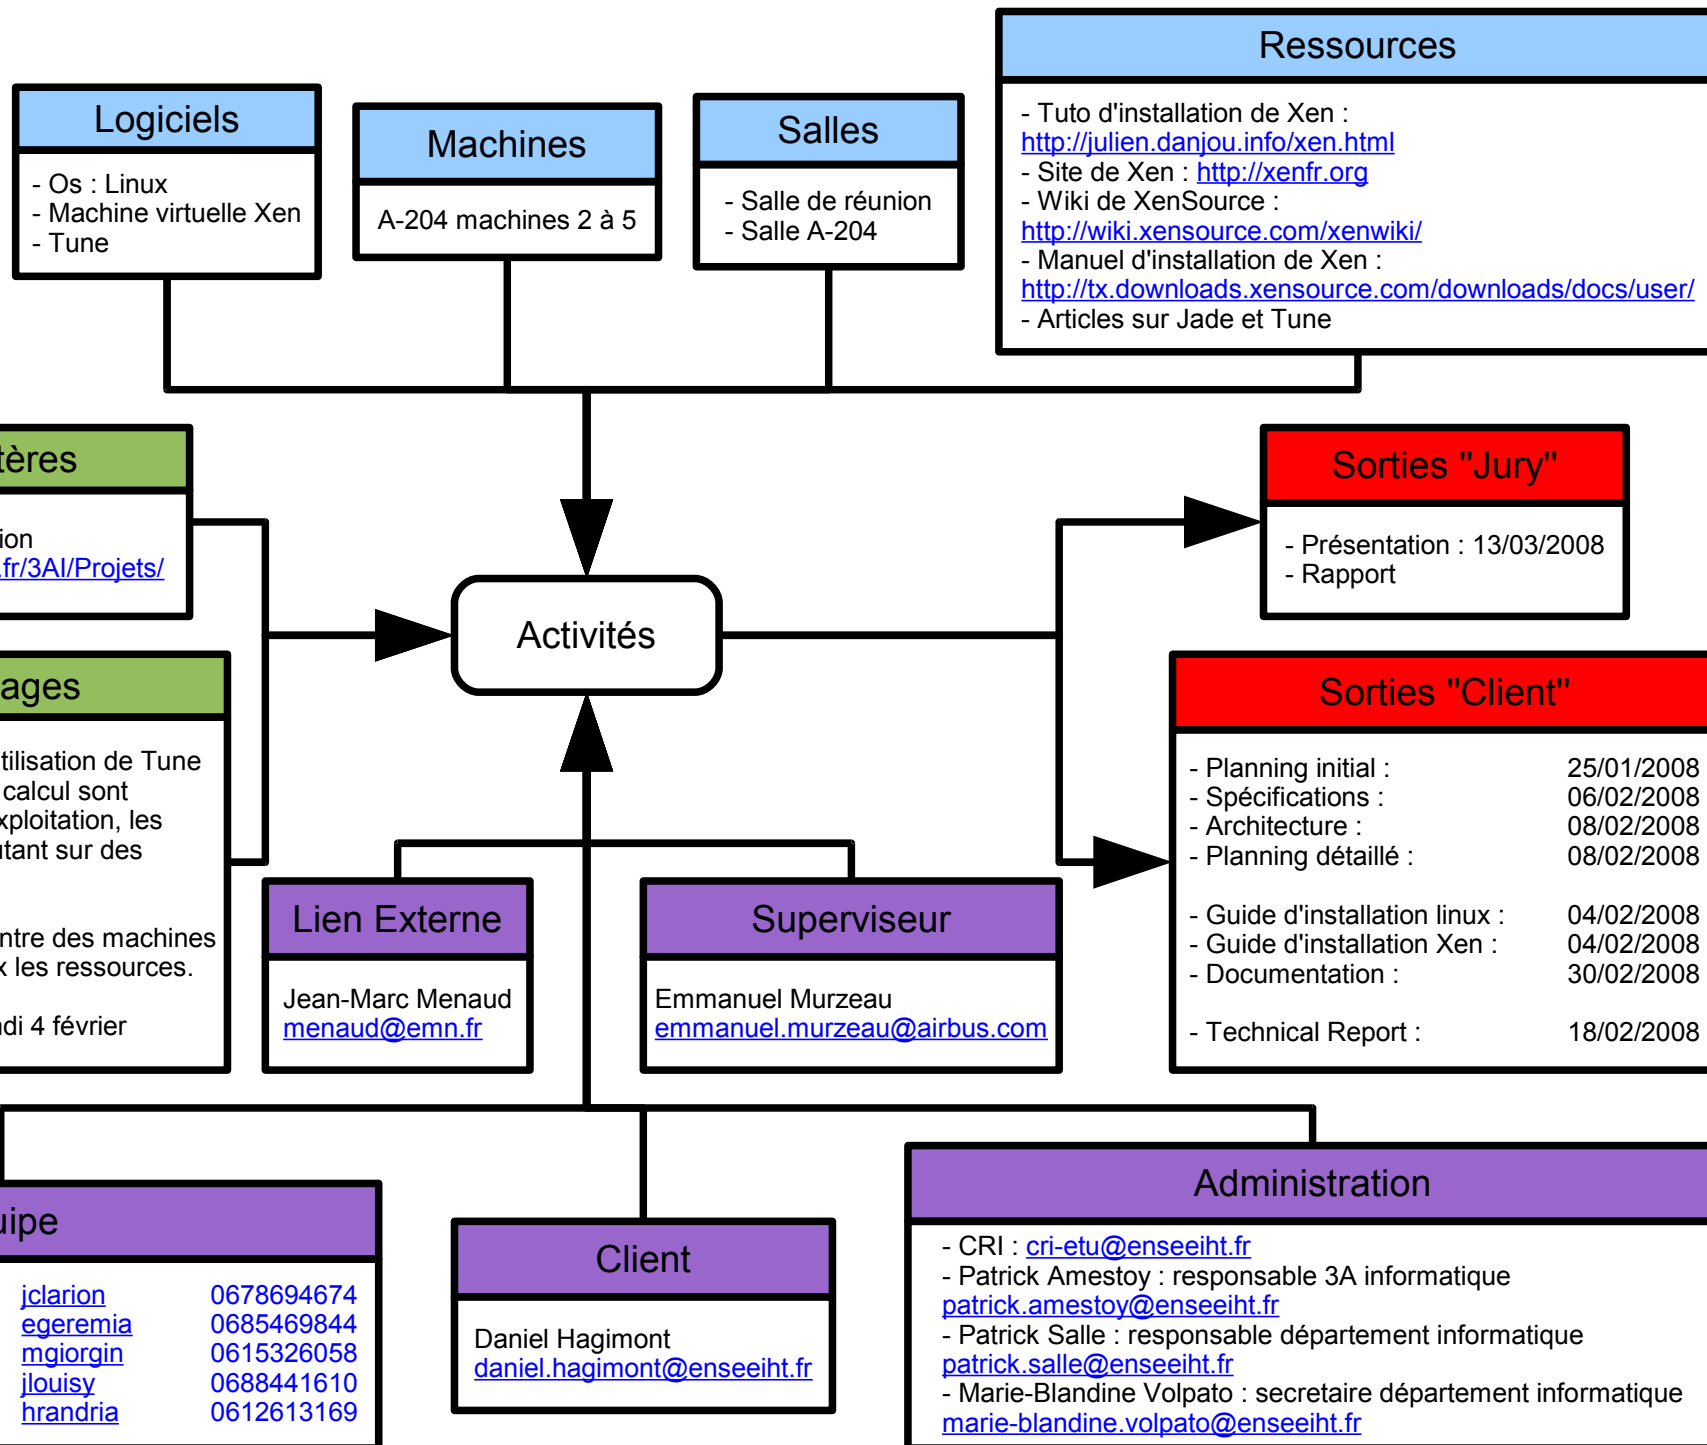 Ressources
- Tuto d'installation de Xen :
http://julien.danjou.info/xen.html
- Site de Xen : http://xenfr.org
- Wiki de XenSource :
http://wiki.xensource.com/xenwiki/
- Manuel d'installation de Xen :
http://tx.downloads.xensource.com/downloads/docs/user/
- Articles sur Jade et Tune
Logiciels
- Os : Linux
- Machine virtuelle Xen
- Tune
Machines
A-204 machines 2 à 5
Salles
- Salle de réunion
- Salle A-204
tères
ion
.fr/3AI/Projets/
Activités
Sorties "Jury"
- Présentation : 13/03/2008
- Rapport
ages
tilisation de Tune
calcul sont
xploitation, les
utant sur des
ntre des machines
x les ressources.
ndi 4 février
Sorties "Client"
- Planning initial : 25/01/2008
- Spécifications : 06/02/2008
- Architecture : 08/02/2008
- Planning détaillé : 08/02/2008
- Guide d'installation linux : 04/02/2008
- Guide d'installation Xen : 04/02/2008
- Documentation : 30/02/2008
- Technical Report : 18/02/2008
Lien Externe
Jean-Marc Menaud
menaud@emn.fr
Superviseur
Emmanuel Murzeau
emmanuel.murzeau@airbus.com
uipe
jclarion 0678694674
egeremia 0685469844
mgiorgin 0615326058
jlouisy 0688441610
hrandria 0612613169
Client
Daniel Hagimont
daniel.hagimont@enseeiht.fr
Administration
- CRI : cri-etu@enseeiht.fr
- Patrick Amestoy : responsable 3A informatique
patrick.amestoy@enseeiht.fr
- Patrick Salle : responsable département informatique
patrick.salle@enseeiht.fr
- Marie-Blandine Volpato : secretaire département informatique
marie-blandine.volpato@enseeiht.fr